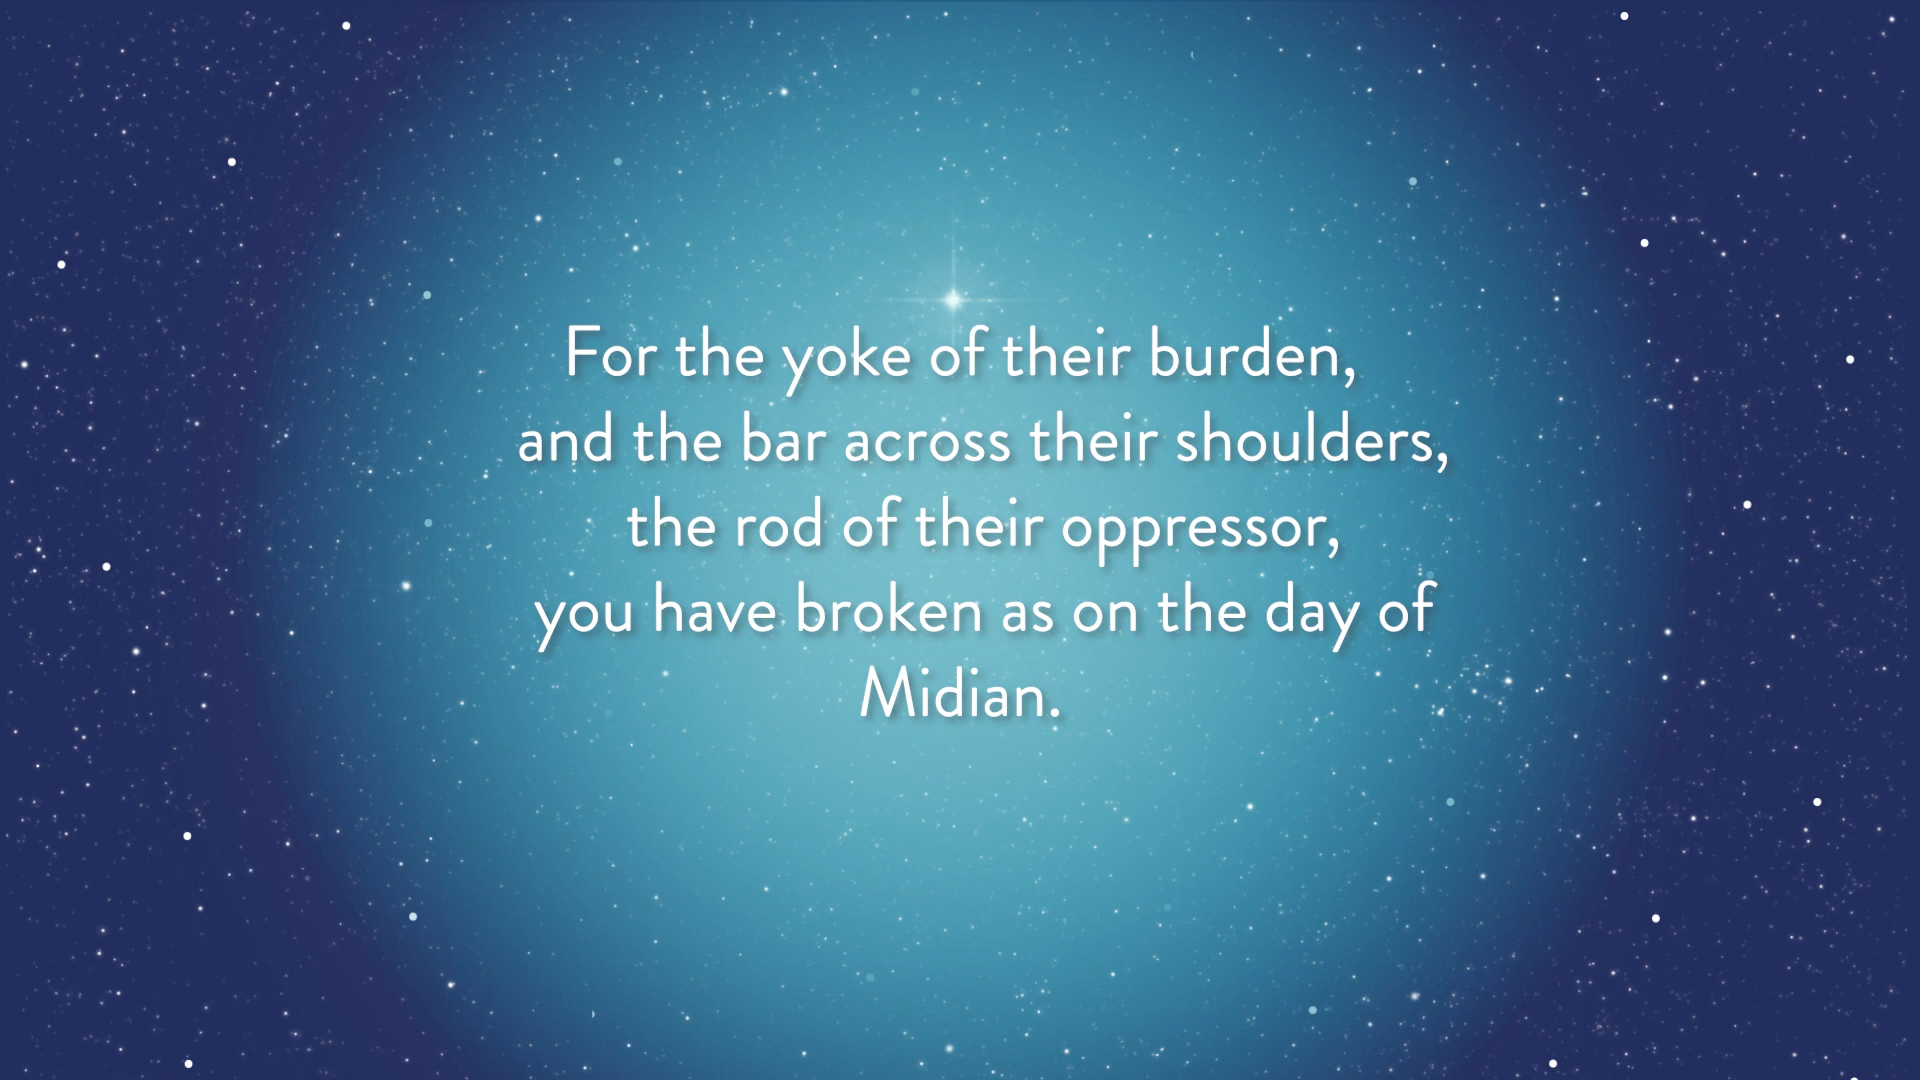 For the yoke of their burden,
and the bar across their shoulders,
the rod of their oppressor,
you have broken as on the day of
Midian.